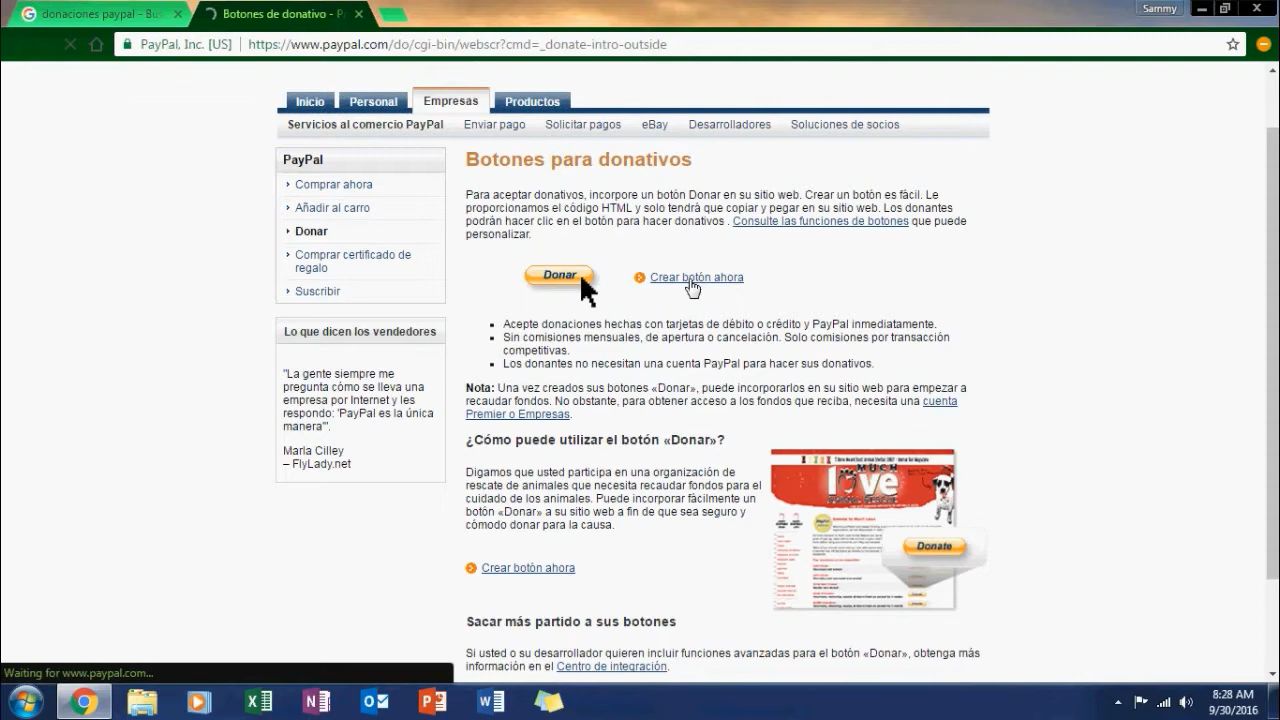 donaciones paypal – Bus
Botones de donativo - P
Sammy
PayPal, Inc. [US]
https://www.paypal.com/do/cgi-bin/webscr?cmd=_donate-intro-outside
Inicio
Personal
Empresas
Productos
Servicios al comercio PayPal
Enviar pago
Solicitar pagos
eBay
Desarrolladores
Soluciones de socios
PayPal
Comprar ahora
Añadir al carro
Donar
Comprar certificado de
regalo
Suscribir
Lo que dicen los vendedores
"La gente siempre me
pregunta cómo se lleva una
empresa por Internet y les
respondo: 'PayPal es la única
manera'".
Marla Cilley
– FlyLady.net
Botones para donativos
Para aceptar donativos, incorpore un botón Donar en su sitio web. Crear un botón es fácil. Le
proporcionamos el código HTML y solo tendrá que copiar y pegar en su sitio web. Los donantes
podrán hacer clic en el botón para hacer donativos . Consulte las funciones de botones que puede
personalizar.
Donar
Crear botón ahora
Acepte donaciones hechas con tarjetas de débito o crédito y PayPal inmediatamente.
Sin comisiones mensuales, de apertura o cancelación. Solo comisiones por transacción
competitivas.
Los donantes no necesitan una cuenta PayPal para hacer sus donativos.
Nota: Una vez creados sus botones «Donar», puede incorporarlos en su sitio web para empezar a
recaudar fondos. No obstante, para obtener acceso a los fondos que reciba, necesita una cuenta
Premier o Empresas.
¿Cómo puede utilizar el botón «Donar»?
Digamos que usted participa en una organización de
rescate de animales que necesita recaudar fondos para el
cuidado de los animales. Puede incorporar fácilmente un
botón «Donar» a su sitio web a fin de que sea seguro y
cómodo donar para la causa.
MUCH
love
Donate
Crear botón ahora
Sacar más partido a sus botones
Si usted o su desarrollador quieren incluir funciones avanzadas para el botón «Donar», obtenga más
información en el Centro de integración.
Waiting for www.paypal.com...
8:28 AM
9/30/2016